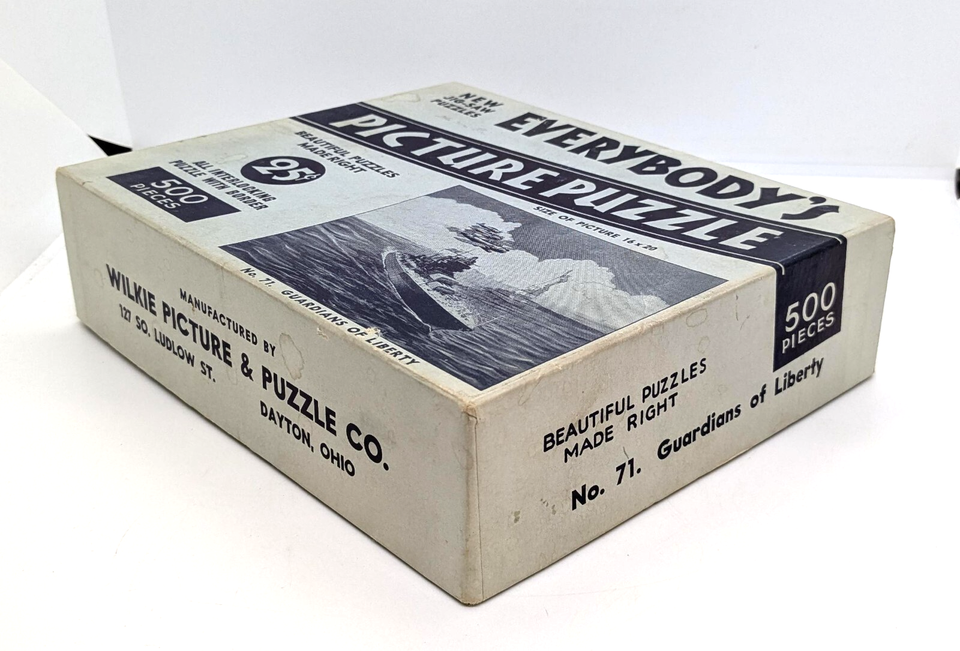 NEW
JIG-SAW
PUZZLES
EVERYBODY'S
PICTURE PUZZLE
BEAUTIFUL PUZZLES
MADE RIGHT
25¢
ALL INTERLOCKING
PUZZLE WITH BORDER
500
PIECES
SIZE OF PICTURE 16 x 20
No. 71. GUARDIANS OF LIBERTY
MANUFACTURED BY
WILKIE PICTURE & PUZZLE CO.
127 SO. LUDLOW ST.
DAYTON, OHIO
500
PIECES
BEAUTIFUL PUZZLES
MADE RIGHT
No. 71. Guardians of Liberty